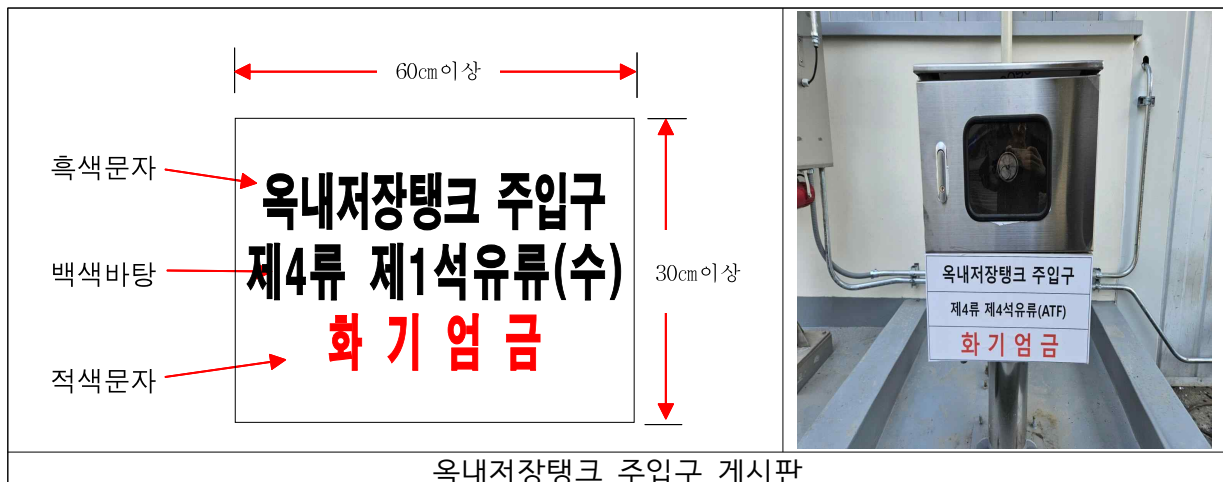 60㎝이상
흑색문자
백색바탕
적색문자
옥내저장탱크 주입구
제4류 제1석유류(수)
화 기 엄 금
30㎝이상
옥내저장탱크 주입구
제4류 제4석유류(ATF)
화 기 엄 금
옥내저장탱크 주입구 게시판